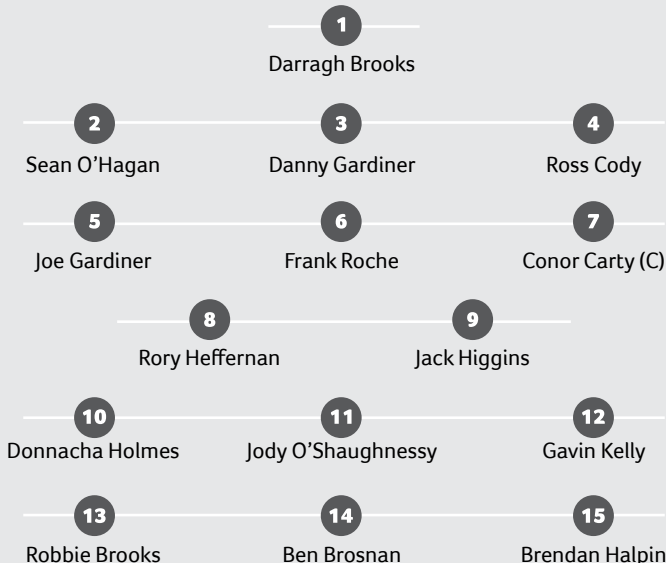 1
Darragh Brooks
2 3 4
Sean O'Hagan Danny Gardiner Ross Cody
5 6 7
Joe Gardiner Frank Roche Conor Carty (C)
8 9
Rory Heffernan Jack Higgins
10 11 12
Donnacha Holmes Jody O'Shaughnessy Gavin Kelly
13 14 15
Robbie Brooks Ben Brosnan Brendan Halpin